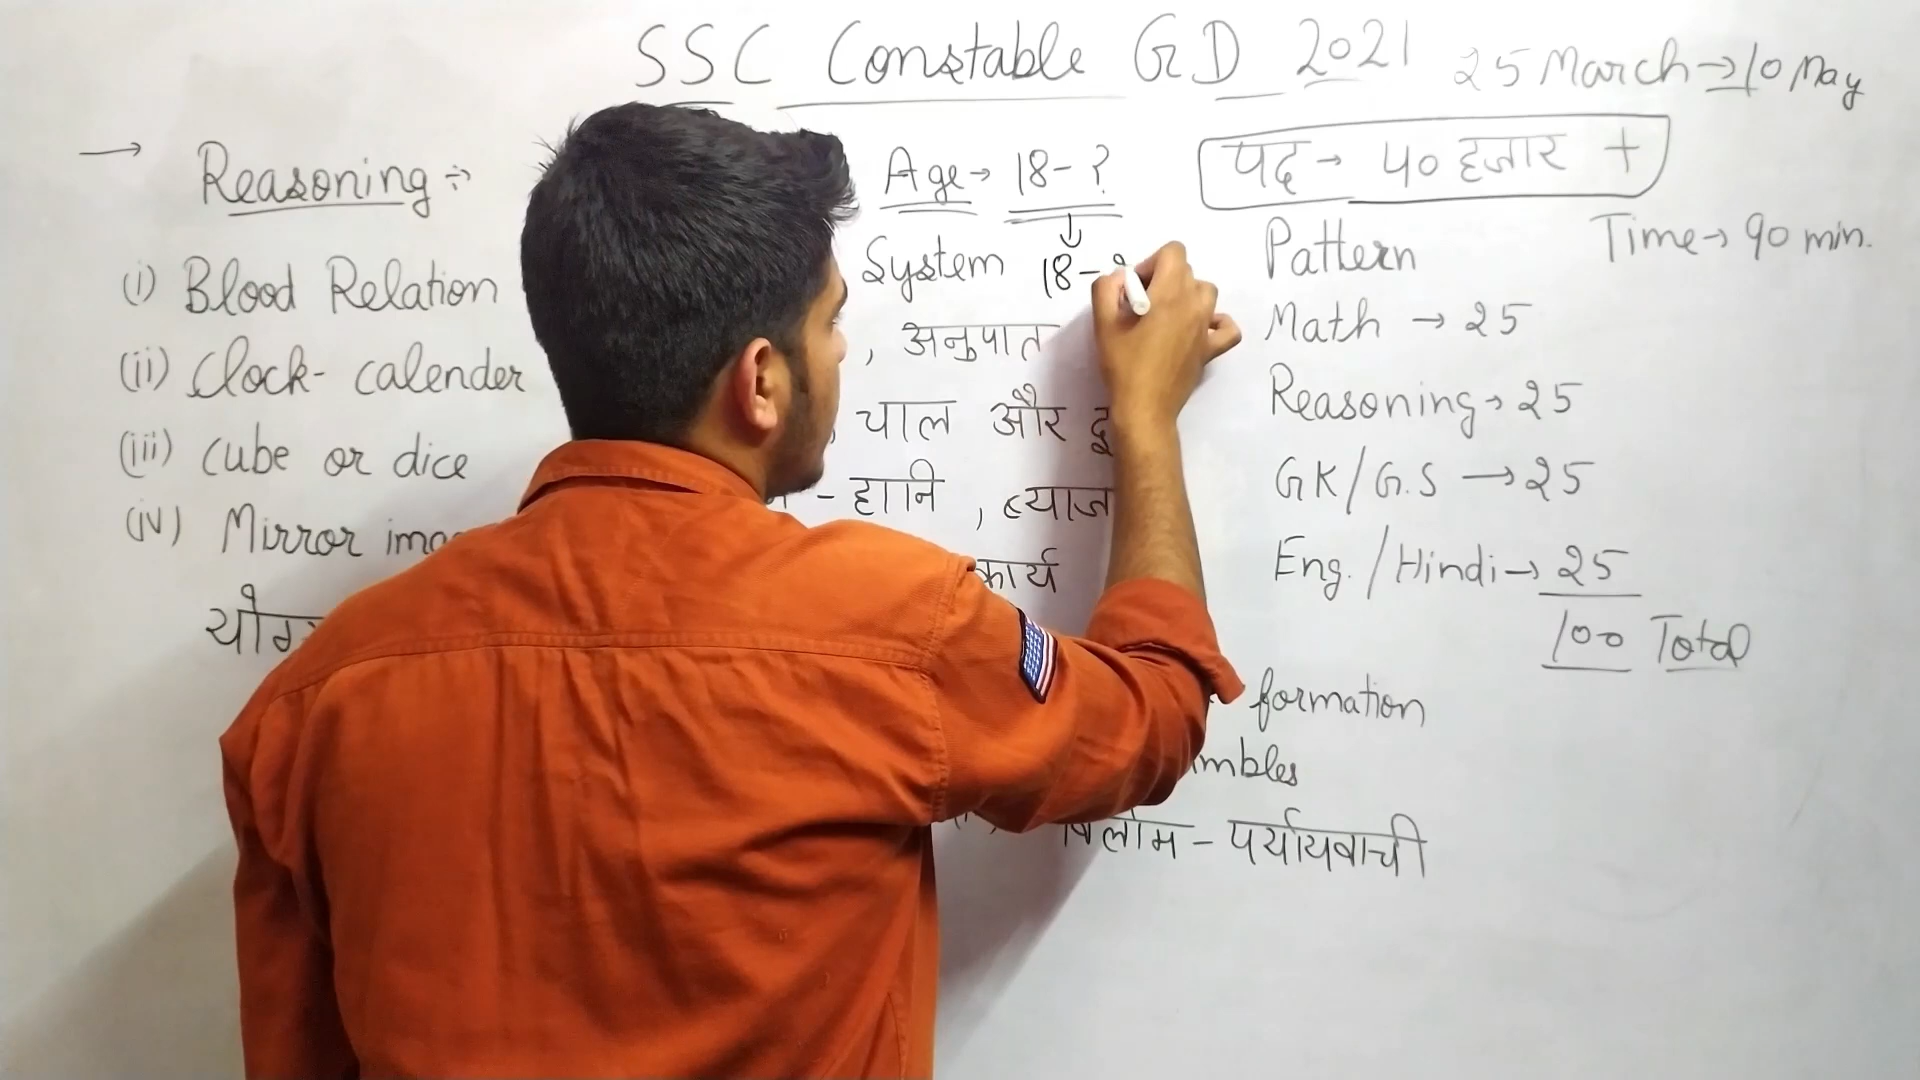 SSC Constable GD 2021 25 March → 10 May
→ Reasoning :-
(i) Blood Relation
(ii) Clock - calender
(iii) cube or dice
(iv) Mirror
Age → 18 - ?
System 18 -
, अनुपात
चाल और
- हानि , ब्याज
कार्य
पद → 40 हजार +
Pattern Time → 90 min.
Math → 25
Reasoning → 25
GK/G.S → 25
Eng. / Hindi → 25
100 Total
formation
विलोम - पर्यायवाची